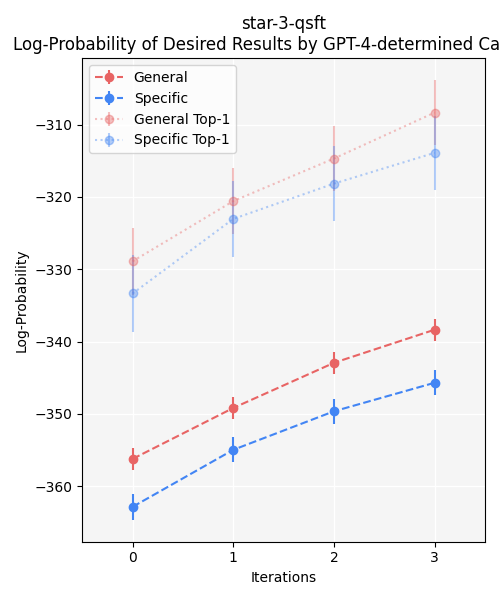 star-3-qsft
Log-Probability of Desired Results by GPT-4-determined Ca
General
Specific
General Top-1
Specific Top-1
−310
−320
−330
−340
−350
−360
Log-Probability
0 1 2 3
Iterations